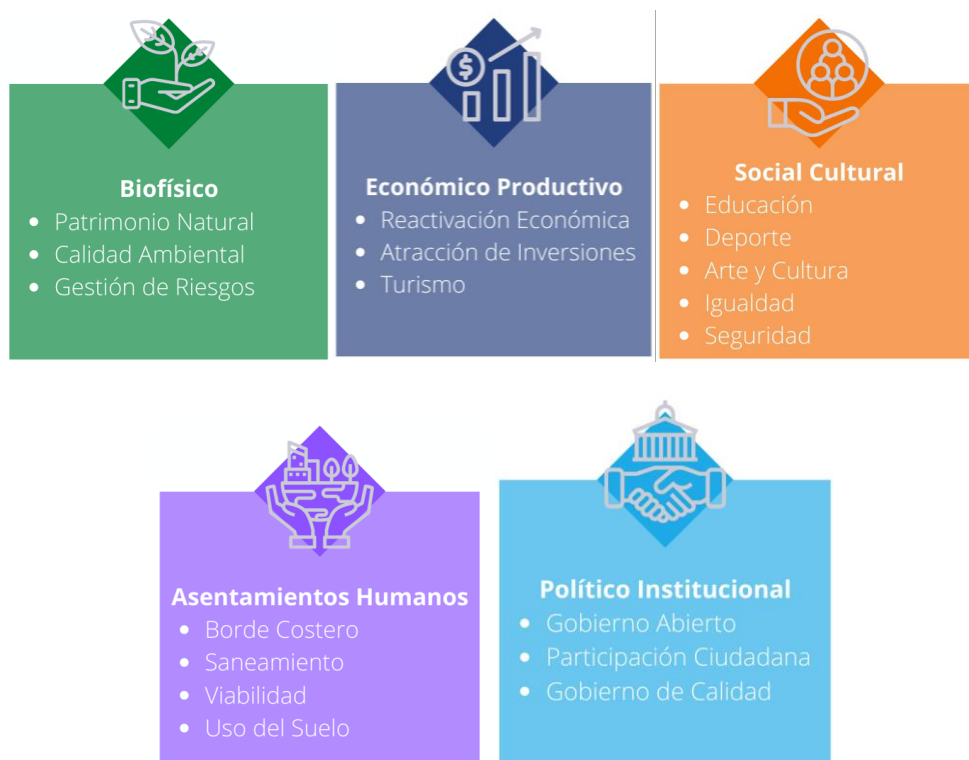 Biofísico
• Patrimonio Natural
• Calidad Ambiental
• Gestión de Riesgos
$
Económico Productivo
• Reactivación Económica
• Atracción de Inversiones
• Turismo
Social Cultural
• Educación
• Deporte
• Arte y Cultura
• Igualdad
• Seguridad
Asentamientos Humanos
• Borde Costero
• Saneamiento
• Viabilidad
• Uso del Suelo
Político Institucional
• Gobierno Abierto
• Participación Ciudadana
• Gobierno de Calidad